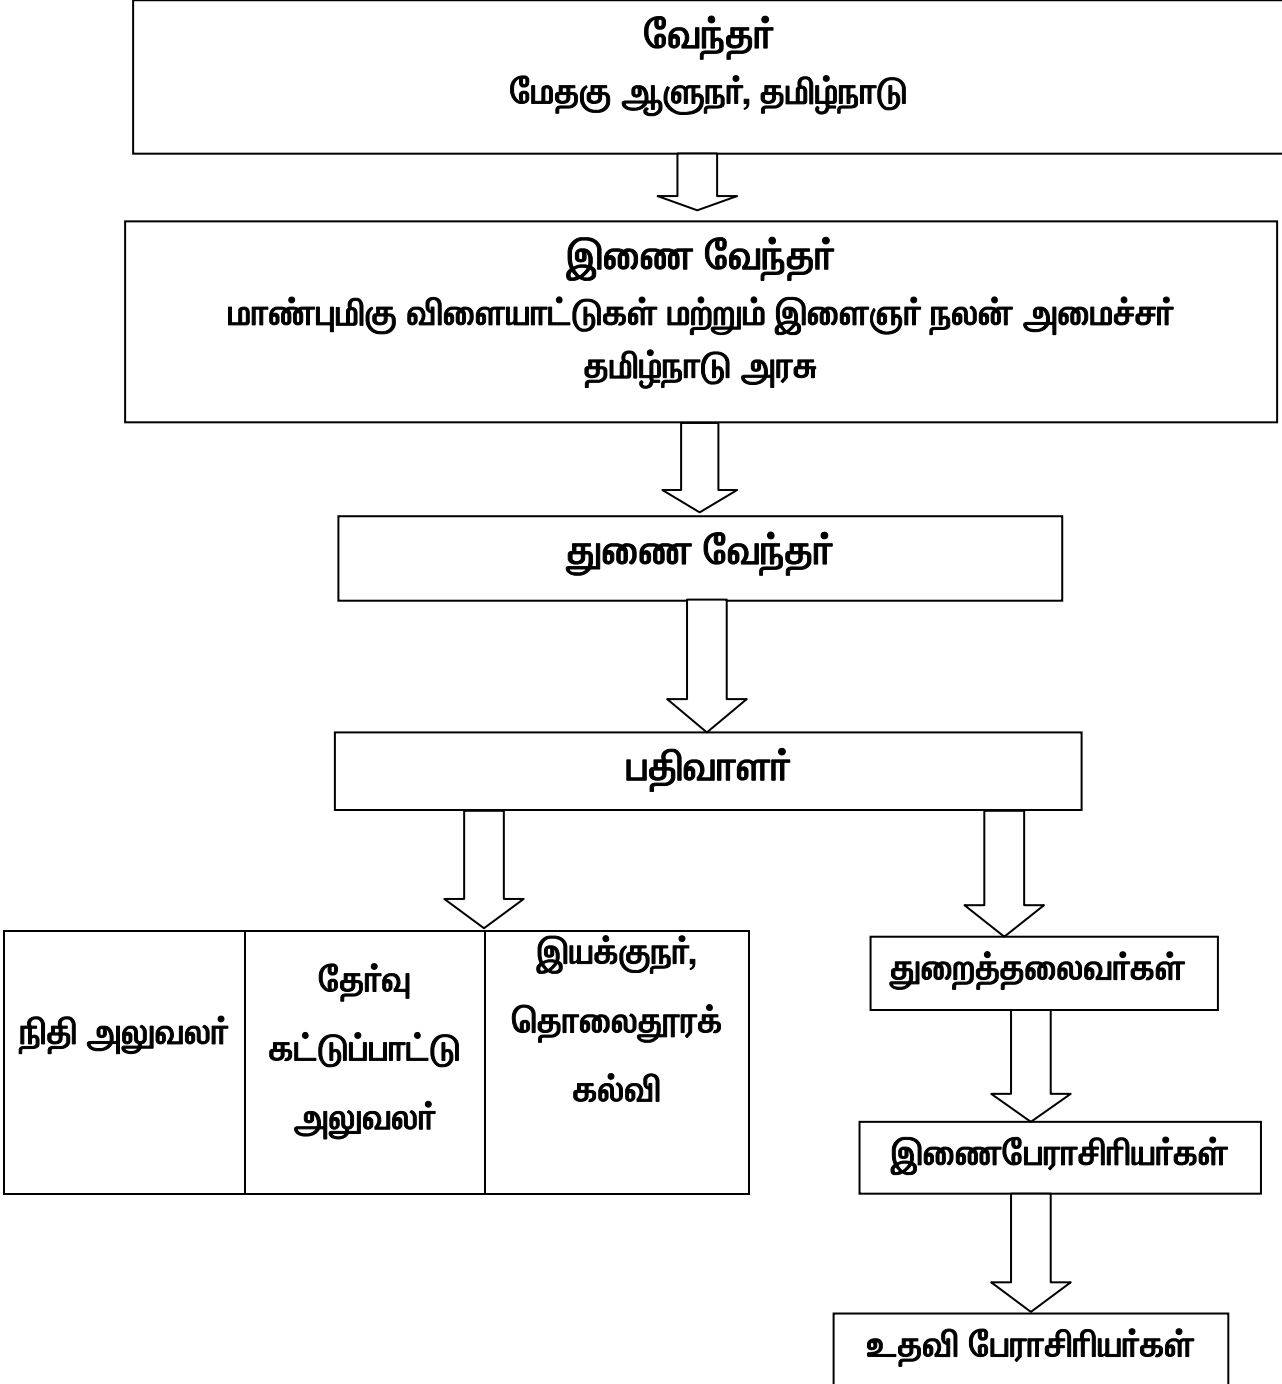 வேந்தர்
மேதகு ஆளுநர், தமிழ்நாடு
இணை வேந்தர்
மாண்புமிகு விளையாட்டுகள் மற்றும் இளைஞர் நலன் அமைச்சர்
தமிழ்நாடு அரசு
துணை வேந்தர்
பதிவாளர்
நிதி அலுவலர்
தேர்வு
கட்டுப்பாட்டு
அலுவலர்
இயக்குநர்,
தொலைதூரக்
கல்வி
துறைத்தலைவர்கள்
இணைபேராசிரியர்கள்
உதவி பேராசிரியர்கள்